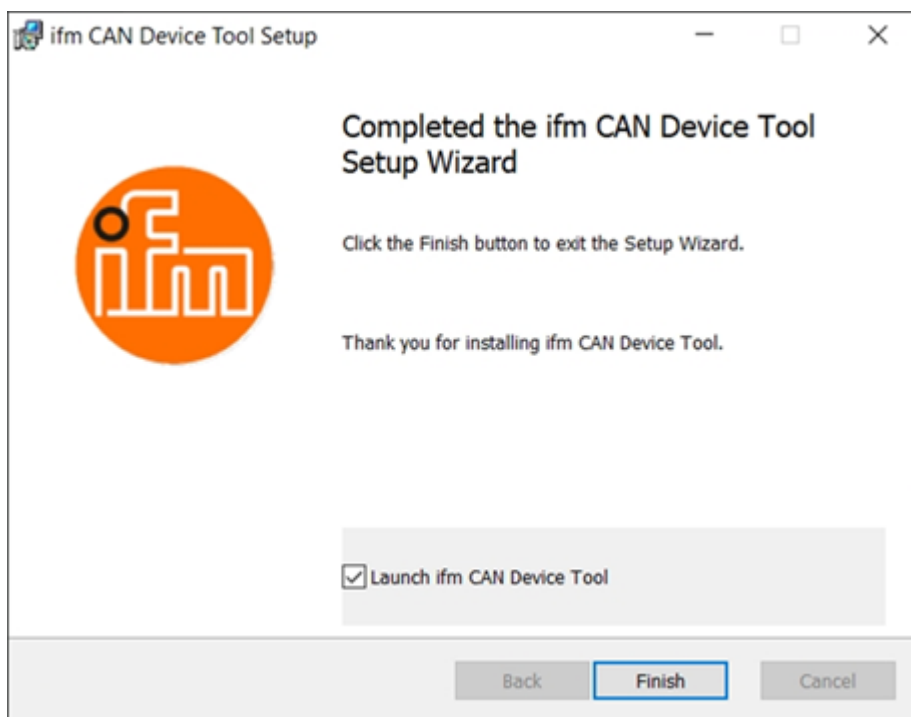 ifm CAN Device Tool Setup
Completed the ifm CAN Device Tool
Setup Wizard
ifm
Click the Finish button to exit the Setup Wizard.
Thank you for installing ifm CAN Device Tool.
Launch ifm CAN Device Tool
Back
Finish
Cancel